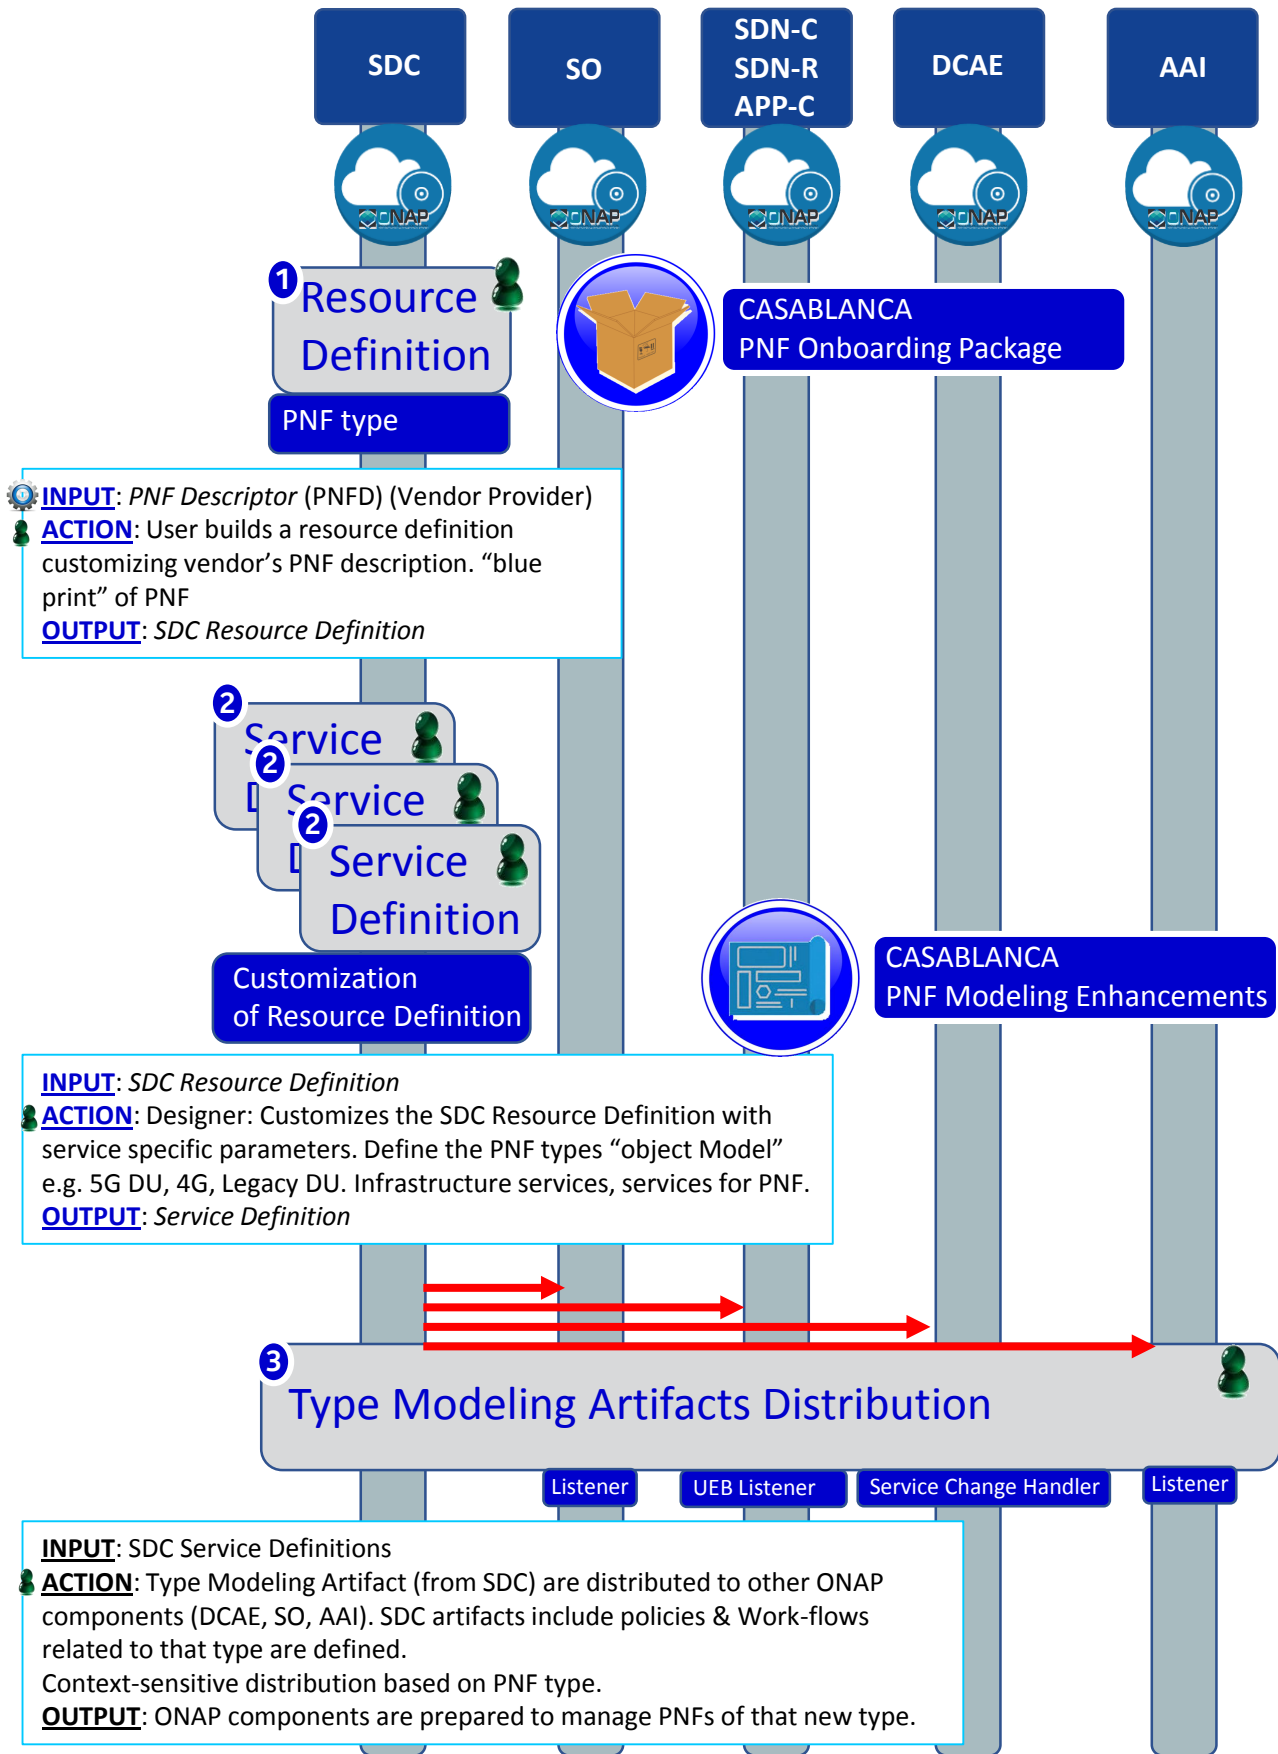 SDC
SO
SDN-C
SDN-R
APP-C
DCAE
AAI
ONAP
ONAP
ONAP
ONAP
ONAP
1
Resource
Definition
PNF type
CASABLANCA
PNF Onboarding Package
INPUT: PNF Descriptor (PNFD) (Vendor Provider)
ACTION: User builds a resource definition
customizing vendor’s PNF description. “blue
print” of PNF
OUTPUT: SDC Resource Definition
2
Service
D
2
Service
D
2
Service
Definition
Customization
of Resource Definition
CASABLANCA
PNF Modeling Enhancements
INPUT: SDC Resource Definition
ACTION: Designer: Customizes the SDC Resource Definition with
service specific parameters. Define the PNF types “object Model”
e.g. 5G DU, 4G, Legacy DU. Infrastructure services, services for PNF.
OUTPUT: Service Definition
3
Type Modeling Artifacts Distribution
Listener
UEB Listener
Service Change Handler
Listener
INPUT: SDC Service Definitions
ACTION: Type Modeling Artifact (from SDC) are distributed to other ONAP
components (DCAE, SO, AAI). SDC artifacts include policies & Work-flows
related to that type are defined.
Context-sensitive distribution based on PNF type.
OUTPUT: ONAP components are prepared to manage PNFs of that new type.